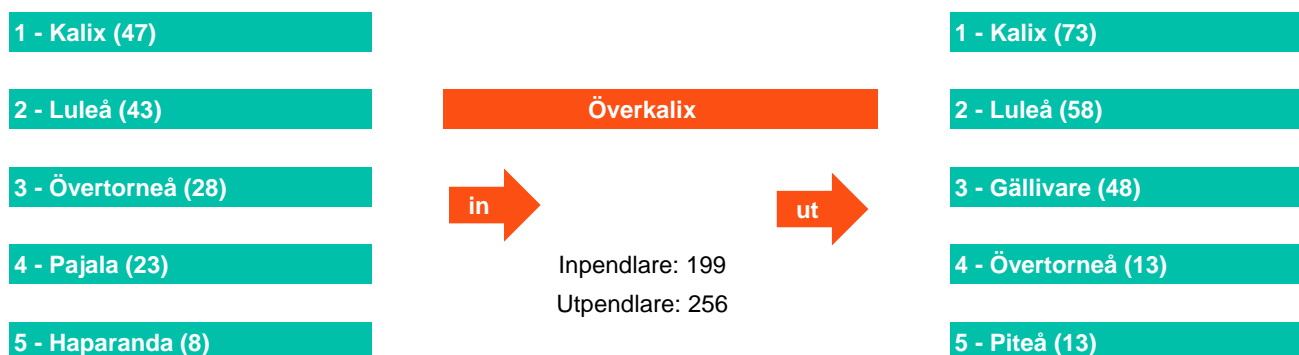 1 - Kalix (47)
2 - Luleå (43)
3 - Övertorneå (28)
4 - Pajala (23)
5 - Haparanda (8)
Överkalix
in
ut
Inpendlare: 199
Utpendlare: 256
1 - Kalix (73)
2 - Luleå (58)
3 - Gällivare (48)
4 - Övertorneå (13)
5 - Piteå (13)